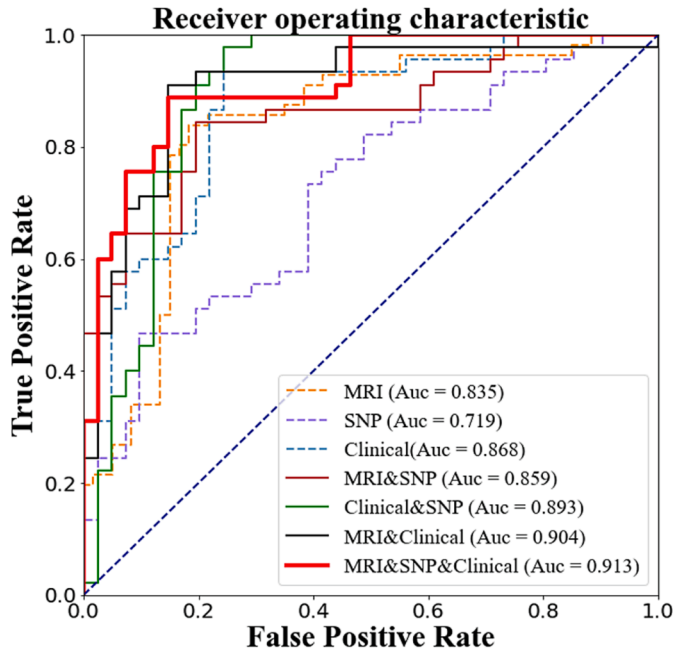 Receiver operating characteristic
True Positive Rate
1.0
0.8
0.6
0.4
0.2
0.0
MRI (Auc = 0.835)
SNP (Auc = 0.719)
Clinical(Auc = 0.868)
MRI&SNP (Auc = 0.859)
Clinical&SNP (Auc = 0.893)
MRI&Clinical (Auc = 0.904)
MRI&SNP&Clinical (Auc = 0.913)
0.0 0.2 0.4 0.6 0.8 1.0
False Positive Rate